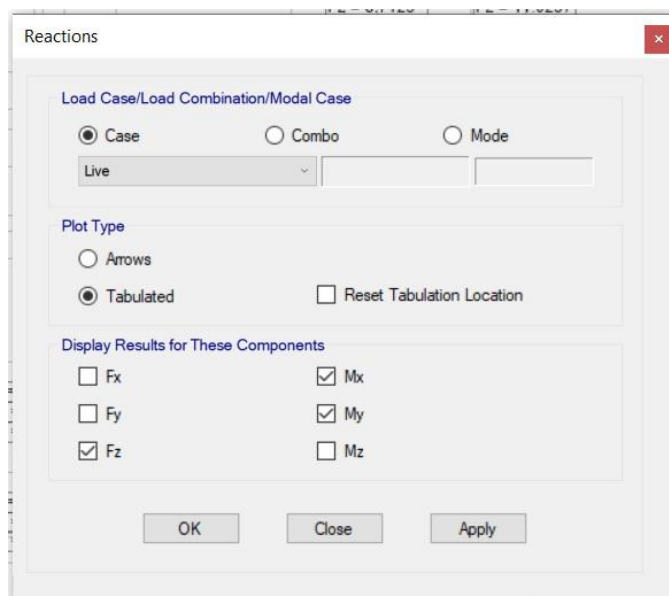 Reactions
Load Case/Load Combination/Modal Case
Case Combo Mode
Live
Plot Type
Arrows
Tabulated Reset Tabulation Location
Display Results for These Components
Fx Mx
Fy My
Fz Mz
OK Close Apply